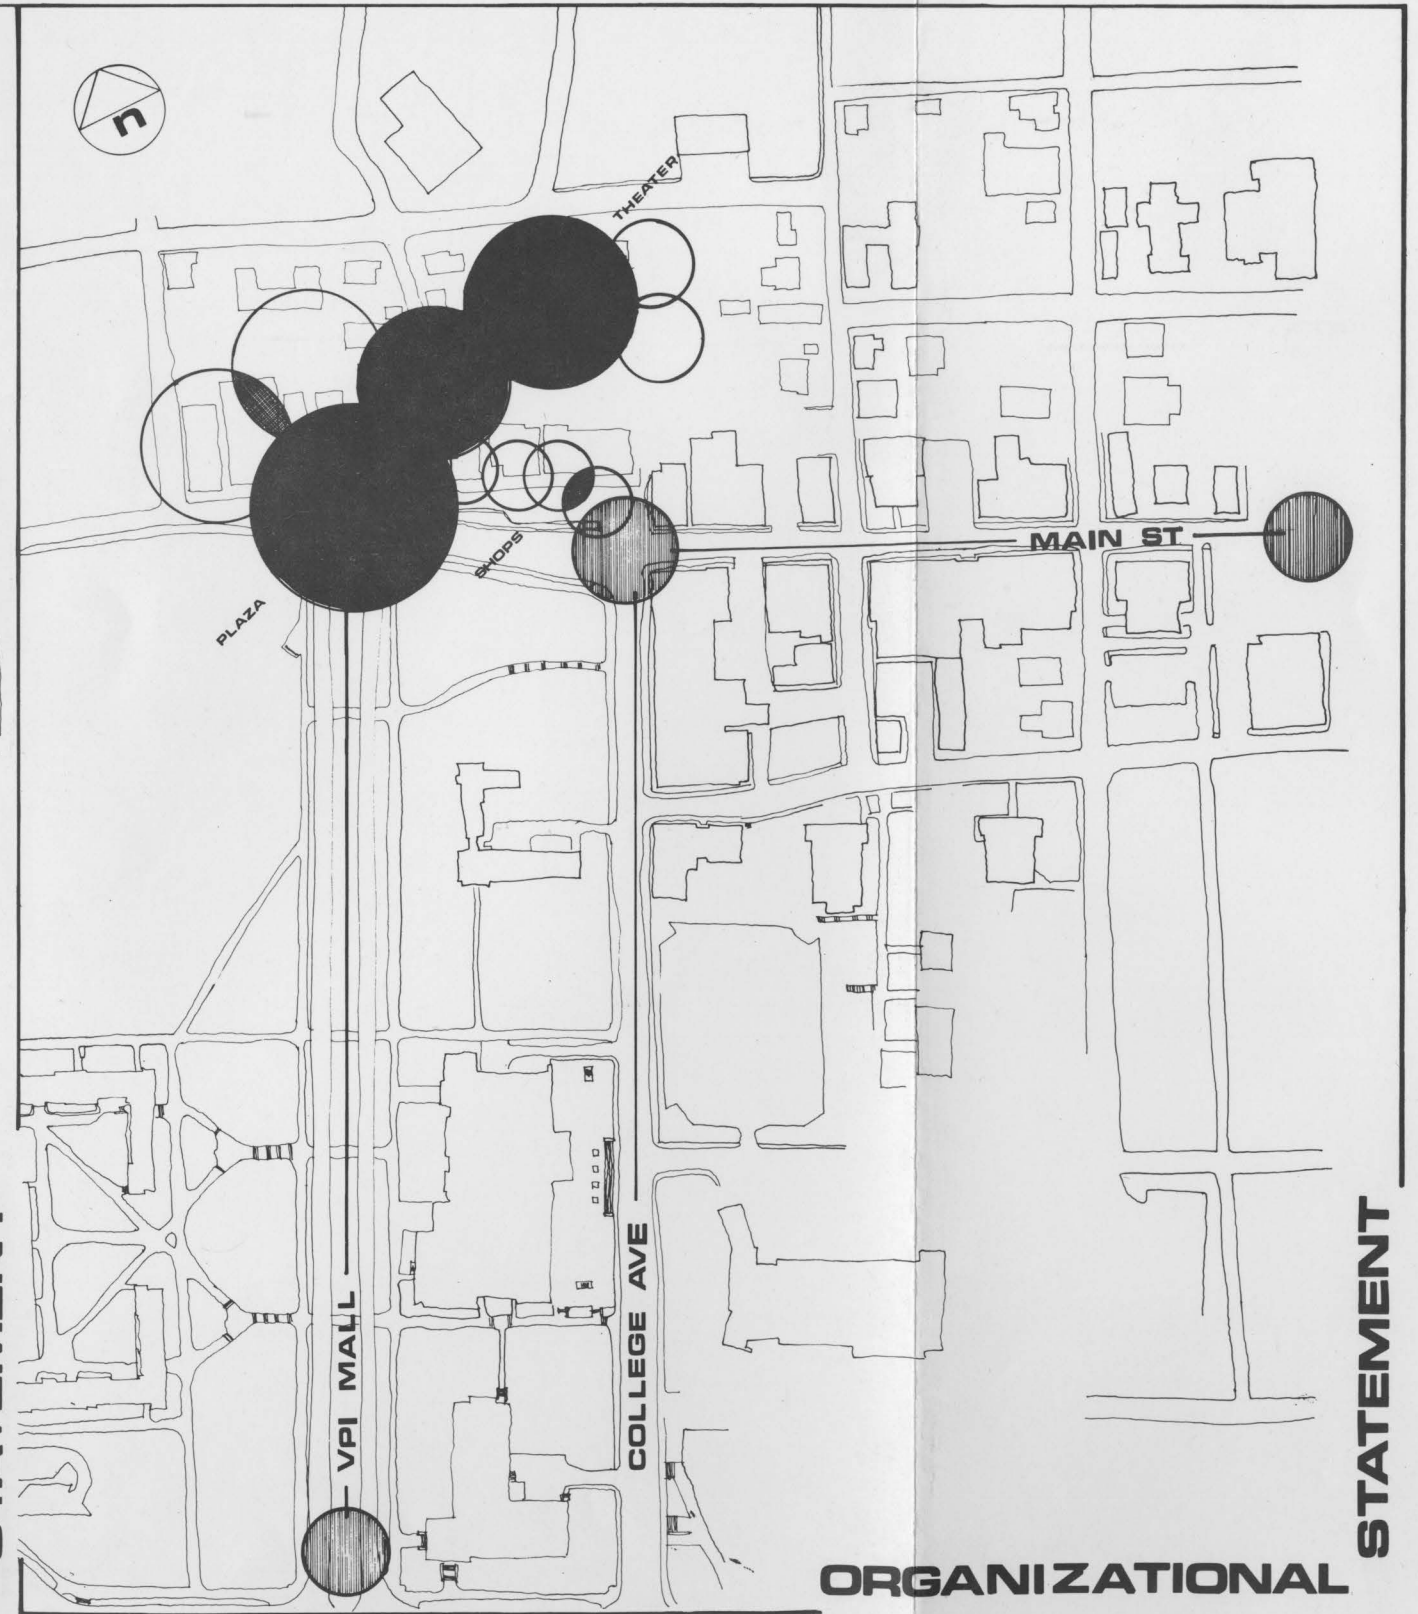 n
THEATER
SHOPS
PLAZA
MAIN ST
VPI MALL
COLLEGE AVE
ORGANIZATIONAL
STATEMENT